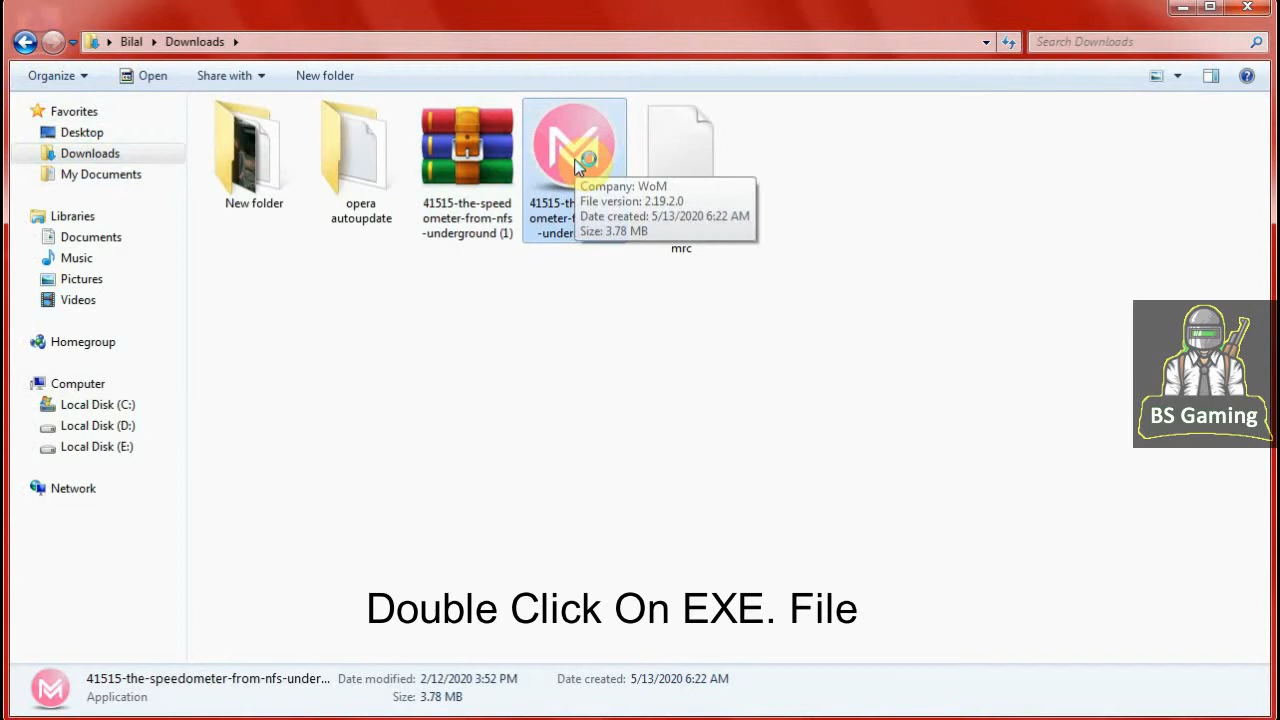 Bilal Downloads
Search Downloads
Organize Open Share with New folder
Favorites
Desktop
Downloads
My Documents
Libraries
Documents
Music
Pictures
Videos
Homegroup
Computer
Local Disk (C:)
Local Disk (D:)
Local Disk (E:)
Network
New folder
opera
autoupdate
41515-the-speed
ometer-from-nfs
-underground (1)
41515-th
ometer-f
-under
Company: WoM
File version: 2.19.2.0
Date created: 5/13/2020 6:22 AM
Size: 3.78 MB
mrc
BS Gaming
Double Click On EXE. File
41515-the-speedometer-from-nfs-under... Date modified: 2/12/2020 3:52 PM Date created: 5/13/2020 6:22 AM
Application Size: 3.78 MB